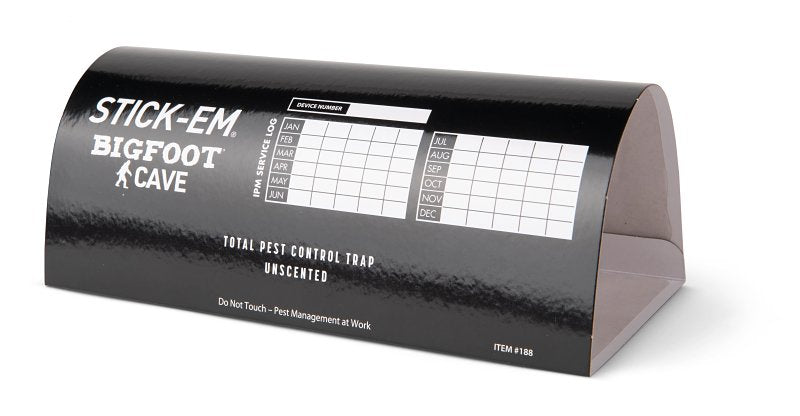 STICK-EM®
BIGFOOT
CAVE
DEVICE NUMBER
IPM SERVICE LOG
JAN
FEB
MAR
APR
MAY
JUN
JUL
AUG
SEP
OCT
NOV
DEC
TOTAL PEST CONTROL TRAP
UNSCENTED
Do Not Touch – Pest Management at Work
ITEM #188